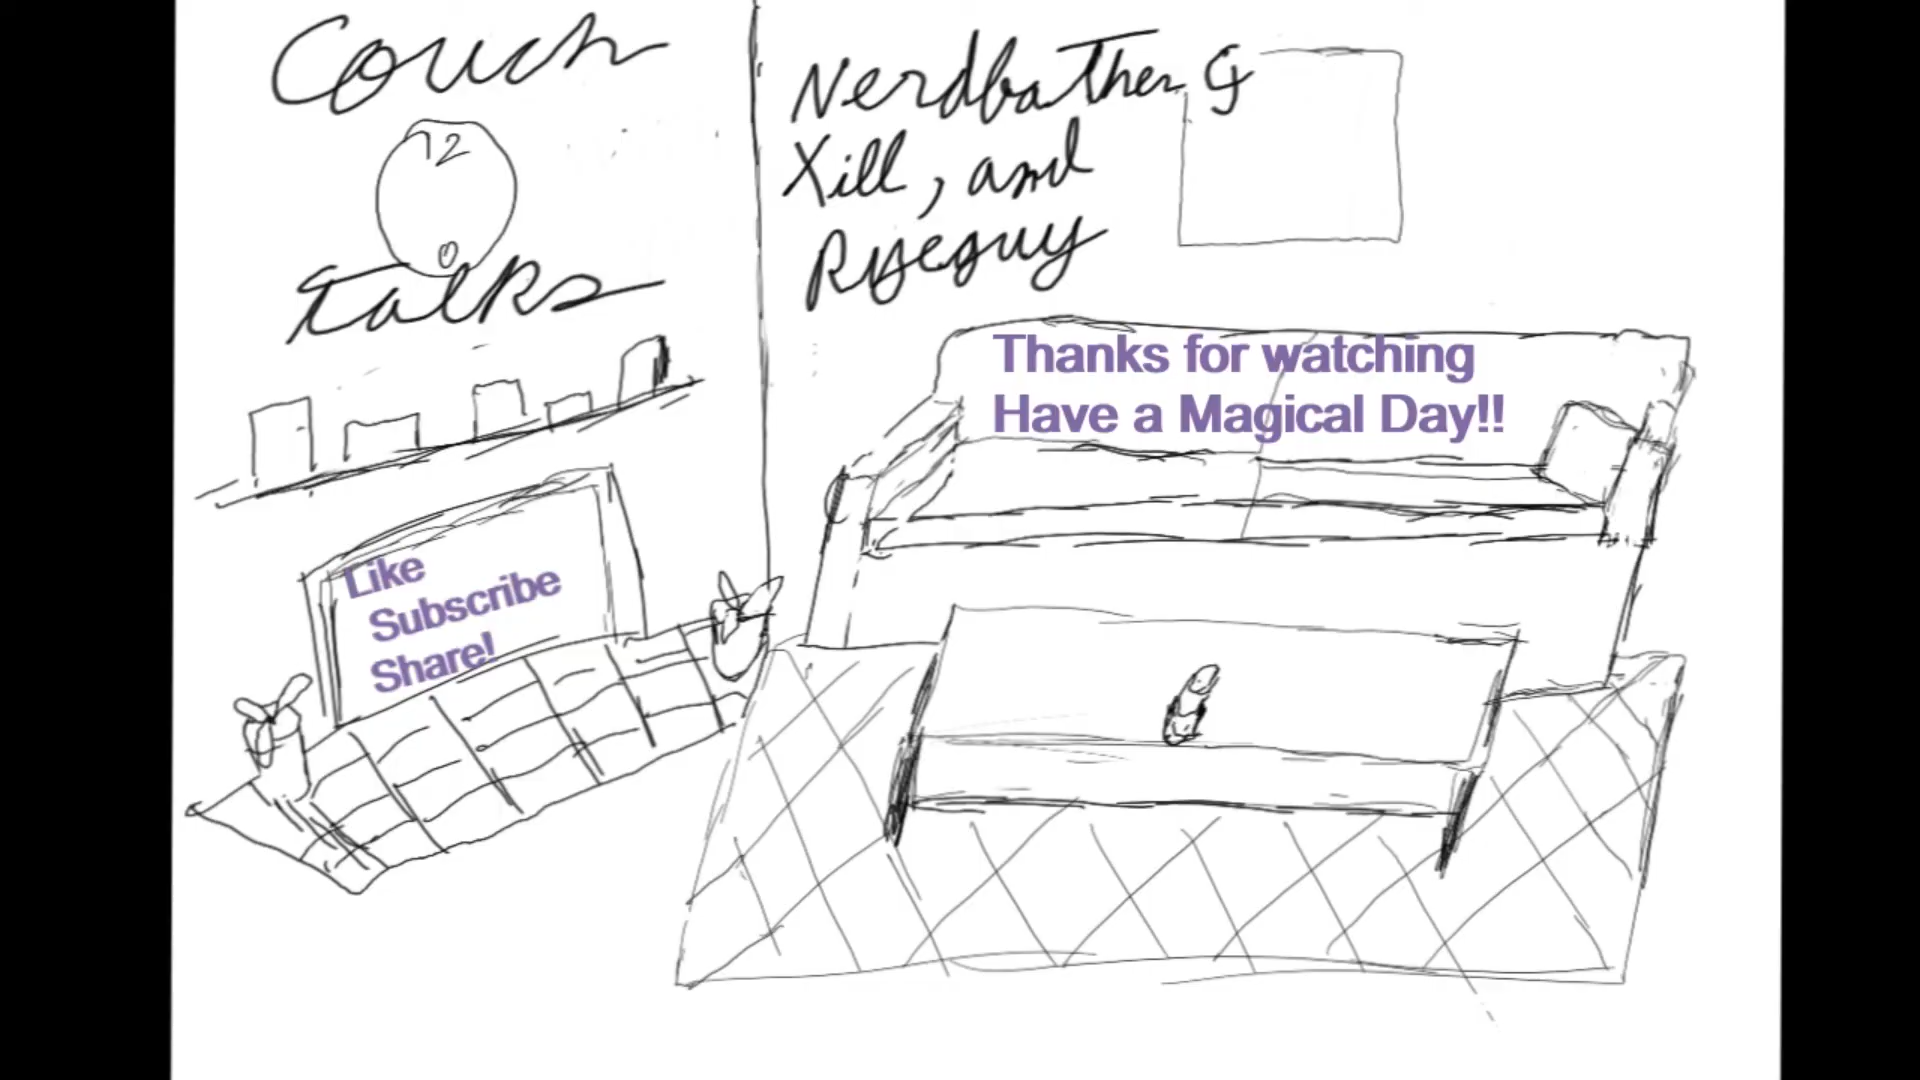 Couch
12
Talks
Nerdbather &
Xill, and
Ryeguy
Thanks for watching
Have a Magical Day!!
Like
Subscribe
Share!